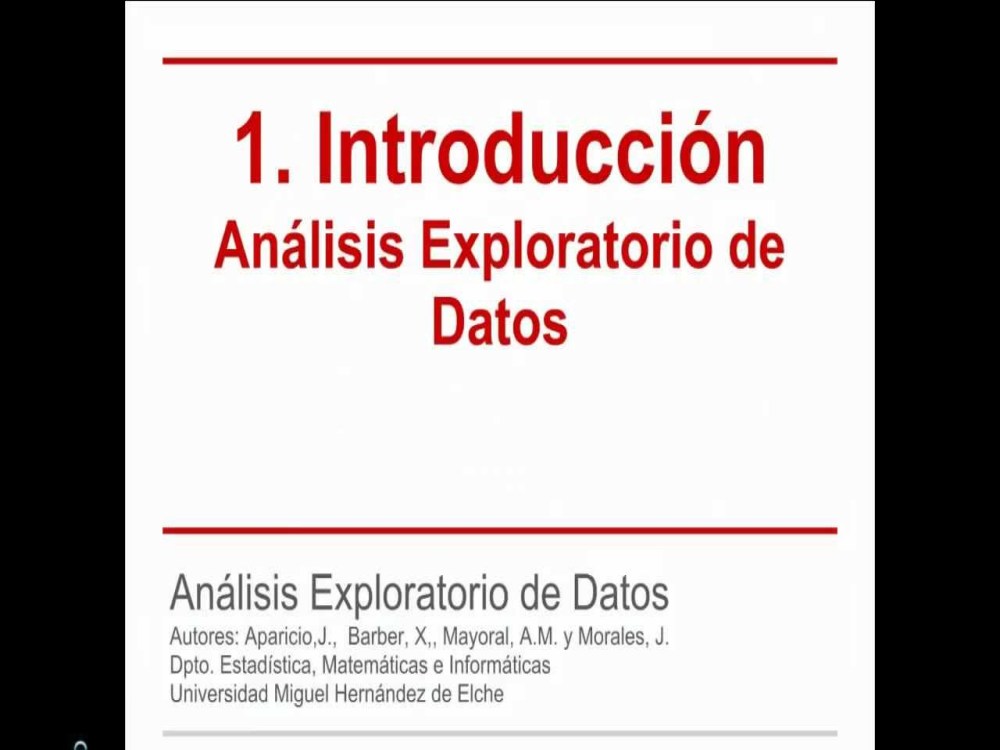 1. Introducción
Análisis Exploratorio de
Datos
Análisis Exploratorio de Datos
Autores: Aparicio,J., Barber, X,, Mayoral, A.M. y Morales, J.
Dpto. Estadística, Matemáticas e Informáticas
Universidad Miguel Hernández de Elche